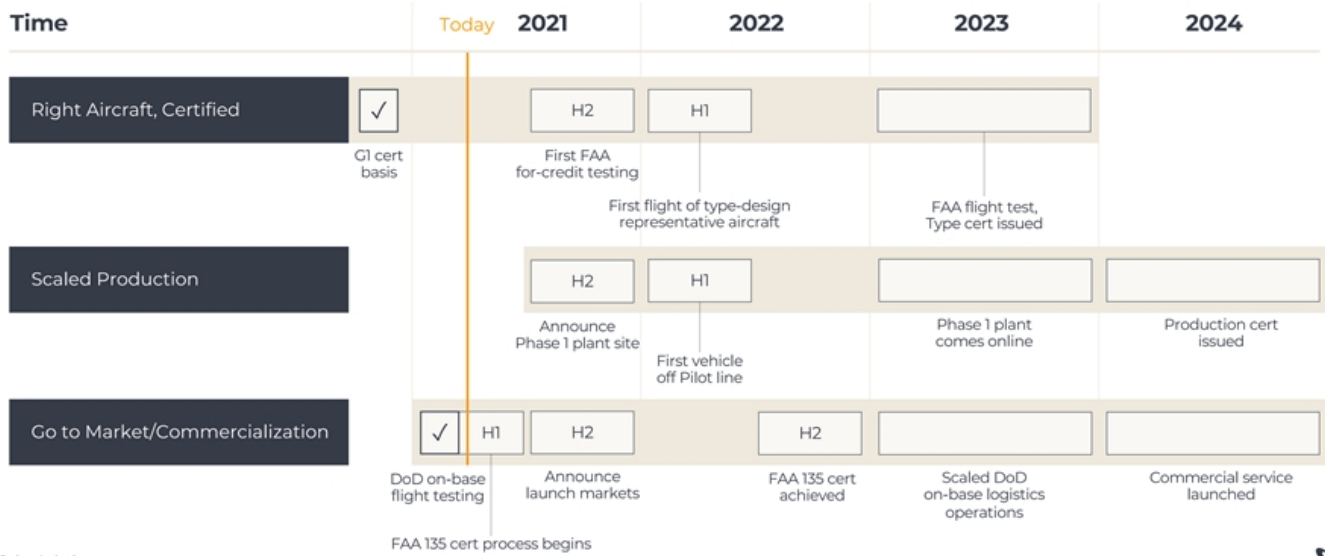 Time
Today 2021 2022 2023 2024
Right Aircraft, Certified
✓ H2 H1
G1 cert
basis
First FAA
for-credit testing
First flight of type-design
representative aircraft
FAA flight test,
Type cert issued
Scaled Production
H2 H1
Announce
Phase 1 plant site
First vehicle
off Pilot line
Phase 1 plant
comes online
Production cert
issued
Go to Market/Commercialization
✓ H1 H2 H2
DoD on-base
flight testing
FAA 135 cert process begins
Announce
launch markets
FAA 135 cert
achieved
Scaled DoD
on-base logistics
operations
Commercial service
launched